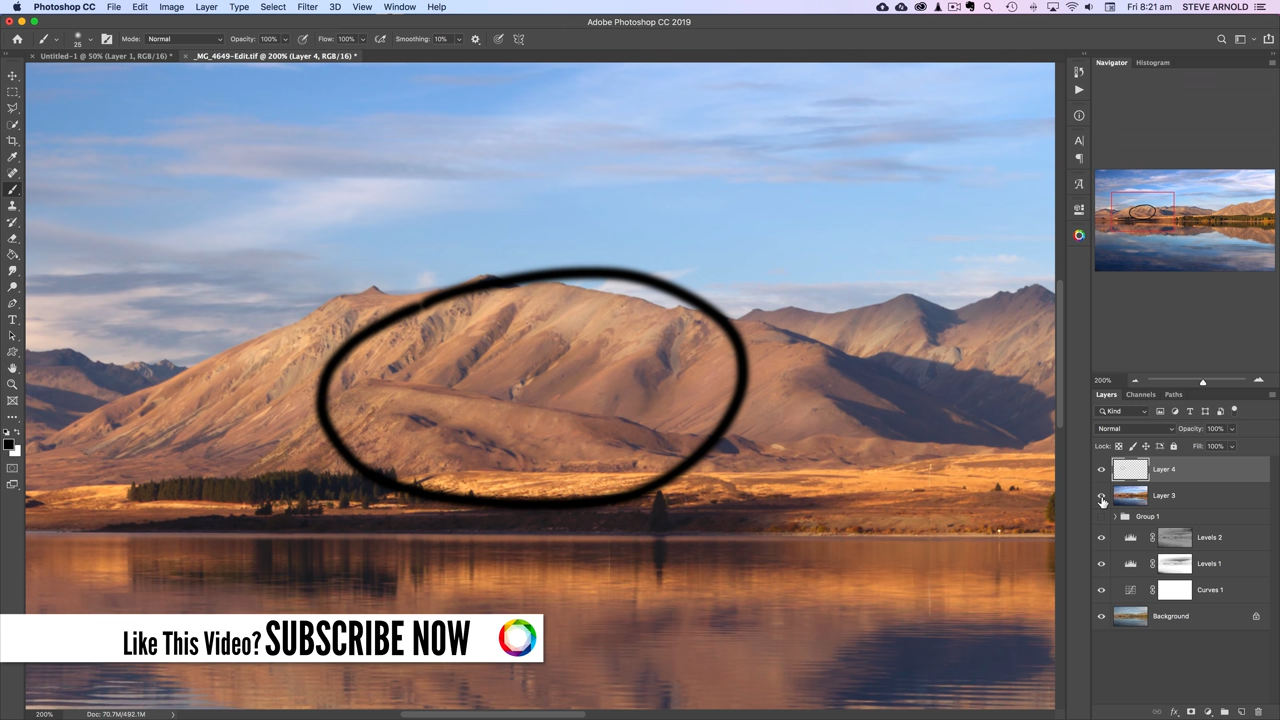 Photoshop CC File Edit Image Layer Type Select Filter 3D View Window Help Fri 8:21 am STEVE ARNOLD
Adobe Photoshop CC 2019
25 Mode: Normal Opacity: 100% Flow: 100% Smoothing: 10%
Untitled-1 @ 50% (Layer 1, RGB/16) * _MG_4649-Edit.tif @ 200% (Layer 4, RGB/16) *
Navigator Histogram
200%
Layers Channels Paths
Kind
Normal Opacity: 100%
Lock: Fill: 100%
Layer 4
Layer 3
Group 1
Levels 2
Levels 1
Curves 1
Background
Like This Video? SUBSCRIBE NOW
200% Doc: 70.7M/492.1M